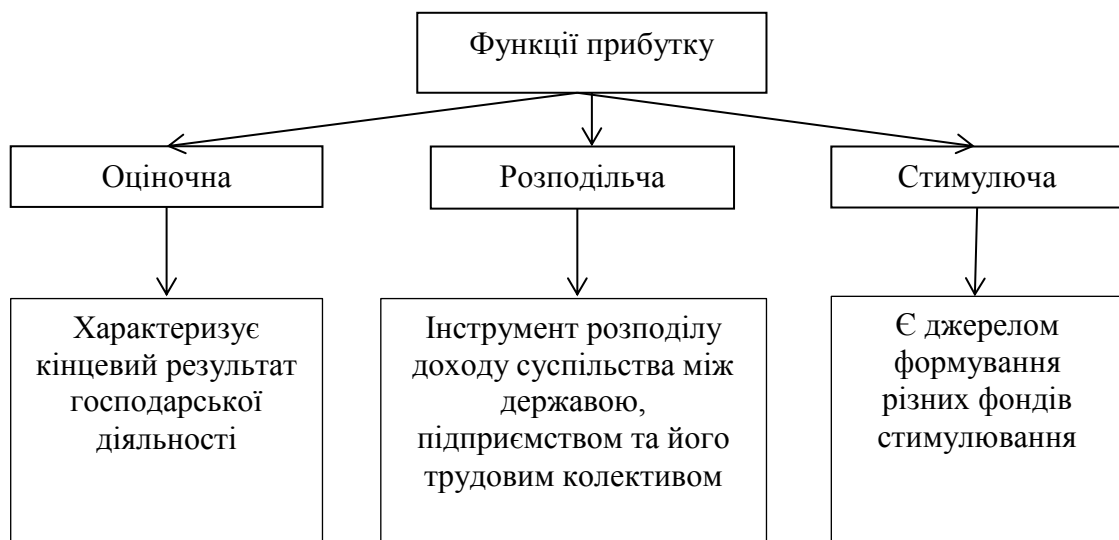 Функції прибутку
Оціночна
Розподільча
Стимулююча
Характеризує
кінцевий результат
господарської
діяльності
Інструмент розподілу
доходу суспільства між
державою,
підприємством та його
трудовим колективом
Є джерелом
формування
різних фондів
стимулювання